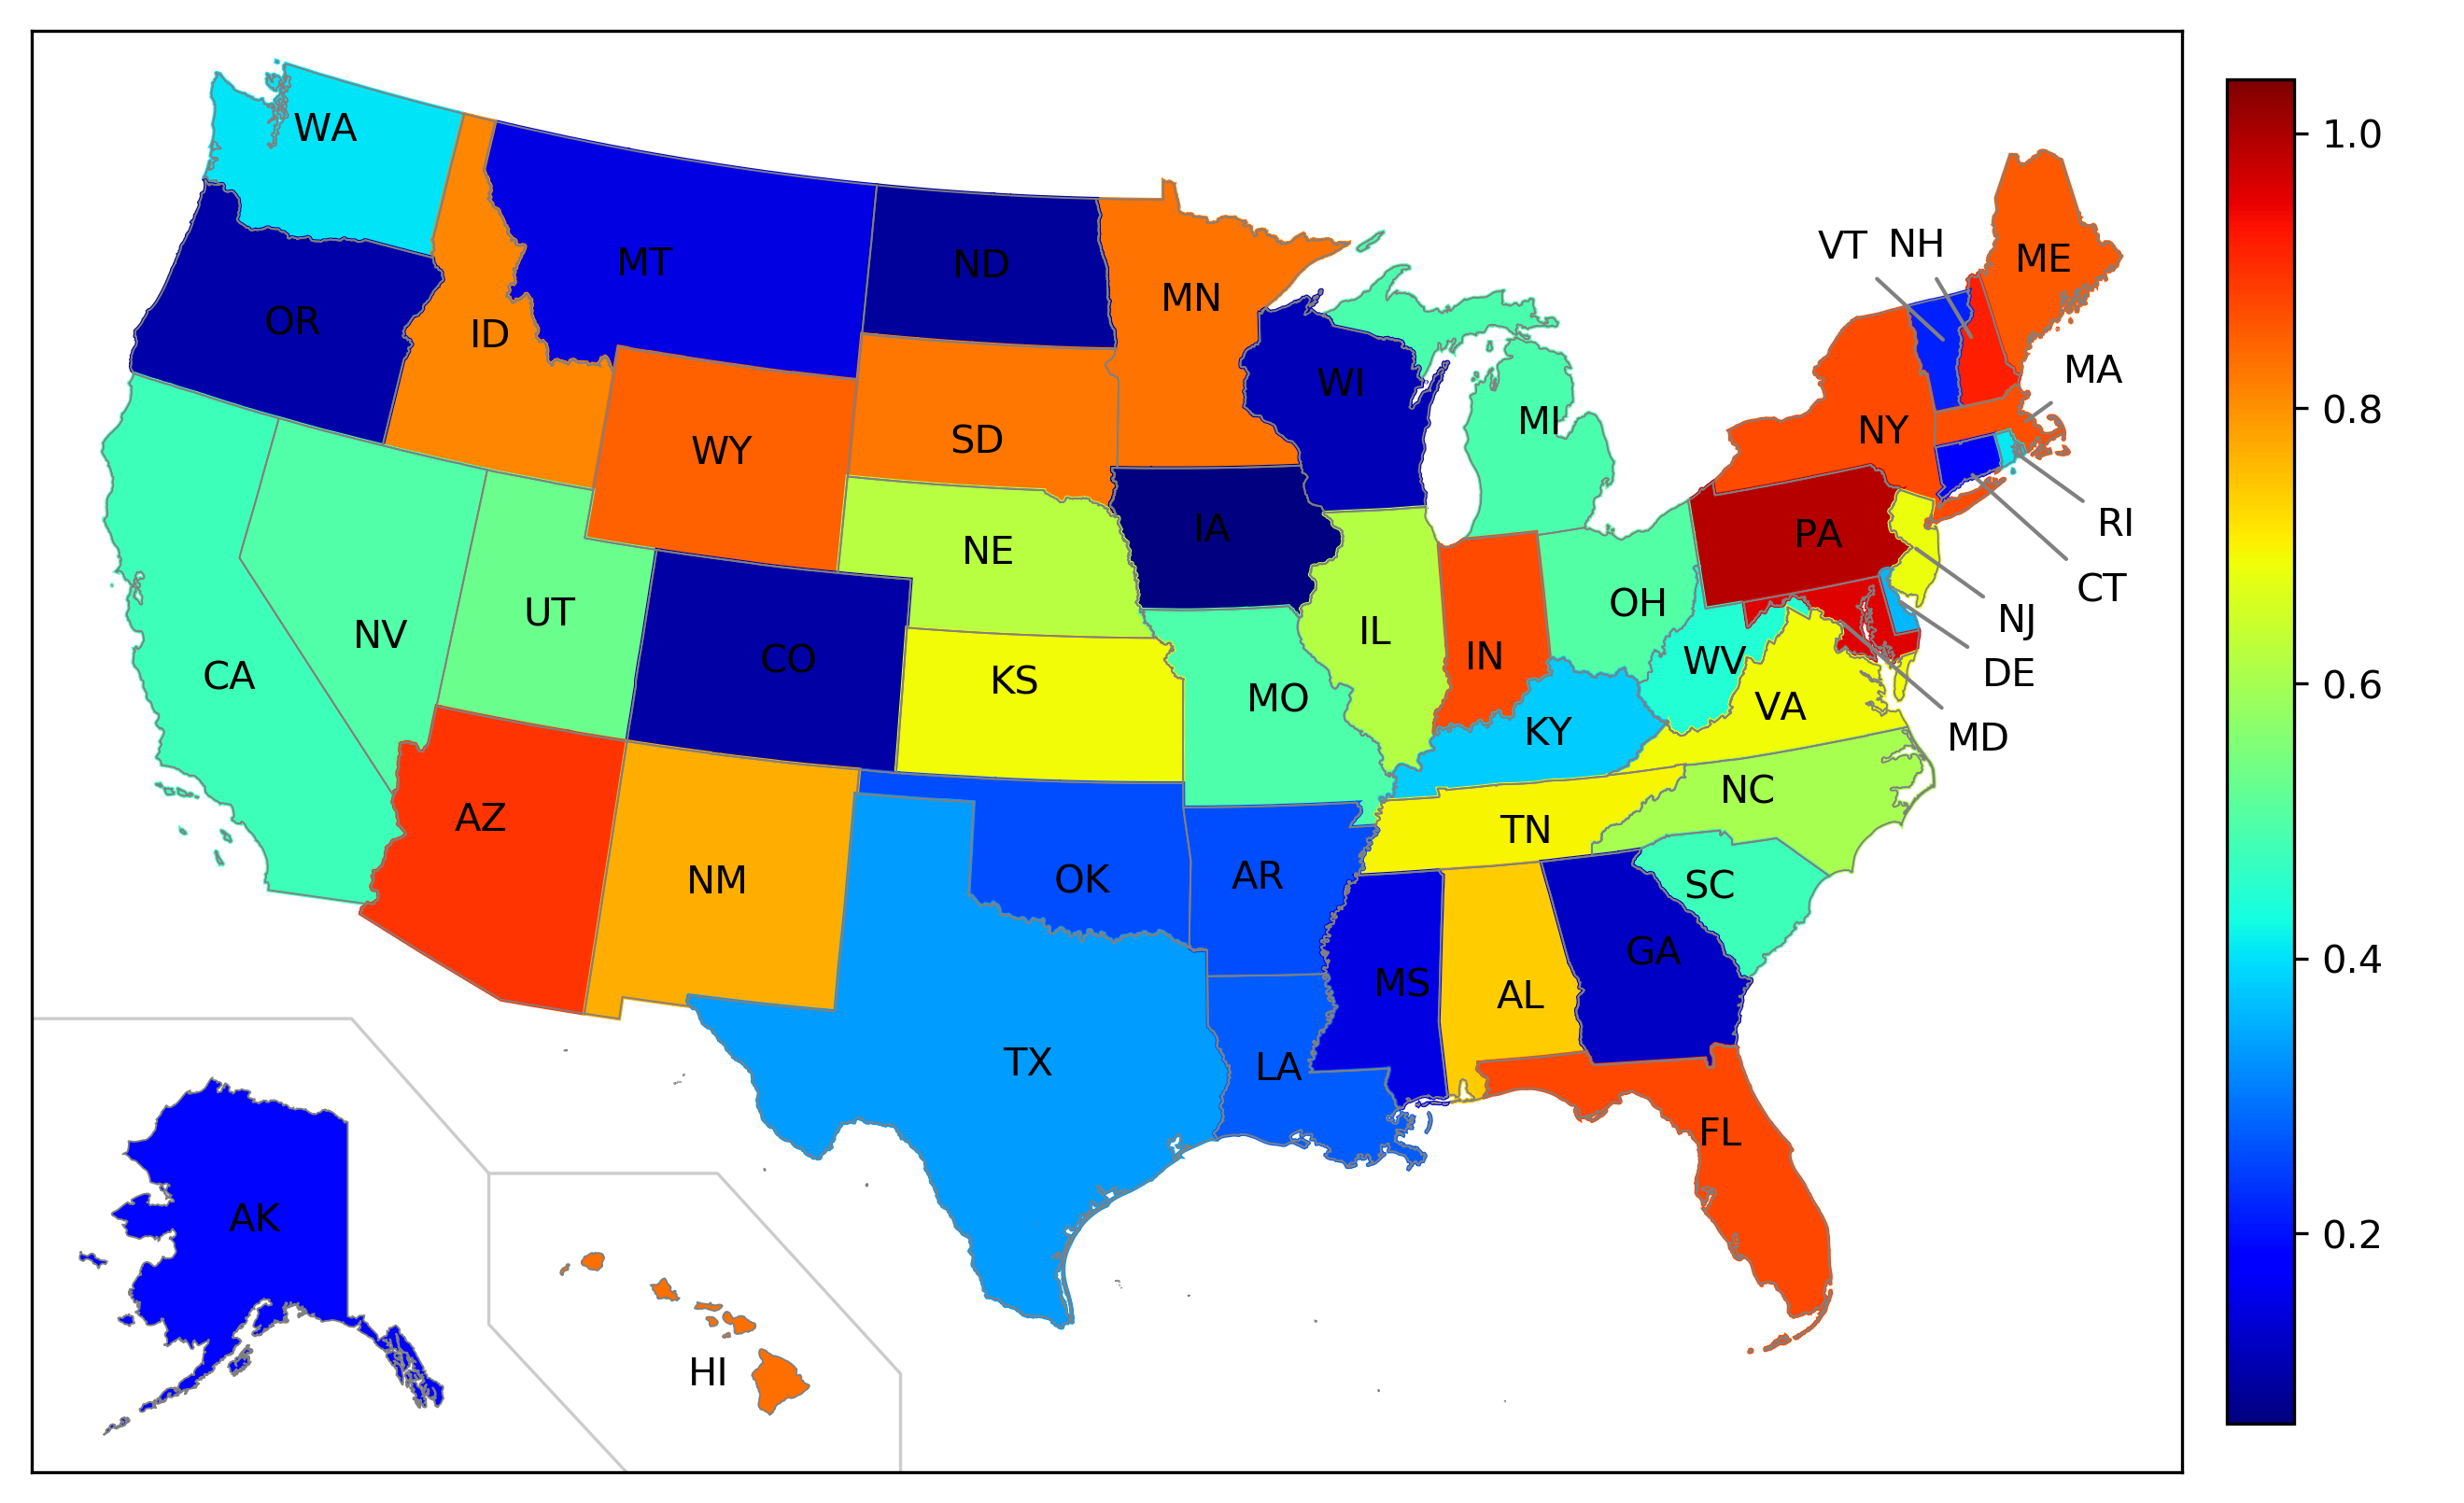 WA
MT
ND
MN
VT NH
ME
OR
ID
WI
MA
WY
SD
MI
NY
NE
IA
PA
RI
CT
NV
UT
CO
KS
IL
IN
OH
NJ
CA
MO
WV
DE
KY
VA
MD
AZ
NM
OK
AR
TN
NC
SC
TX
LA
MS
AL
GA
FL
AK
HI
1.0
0.8
0.6
0.4
0.2